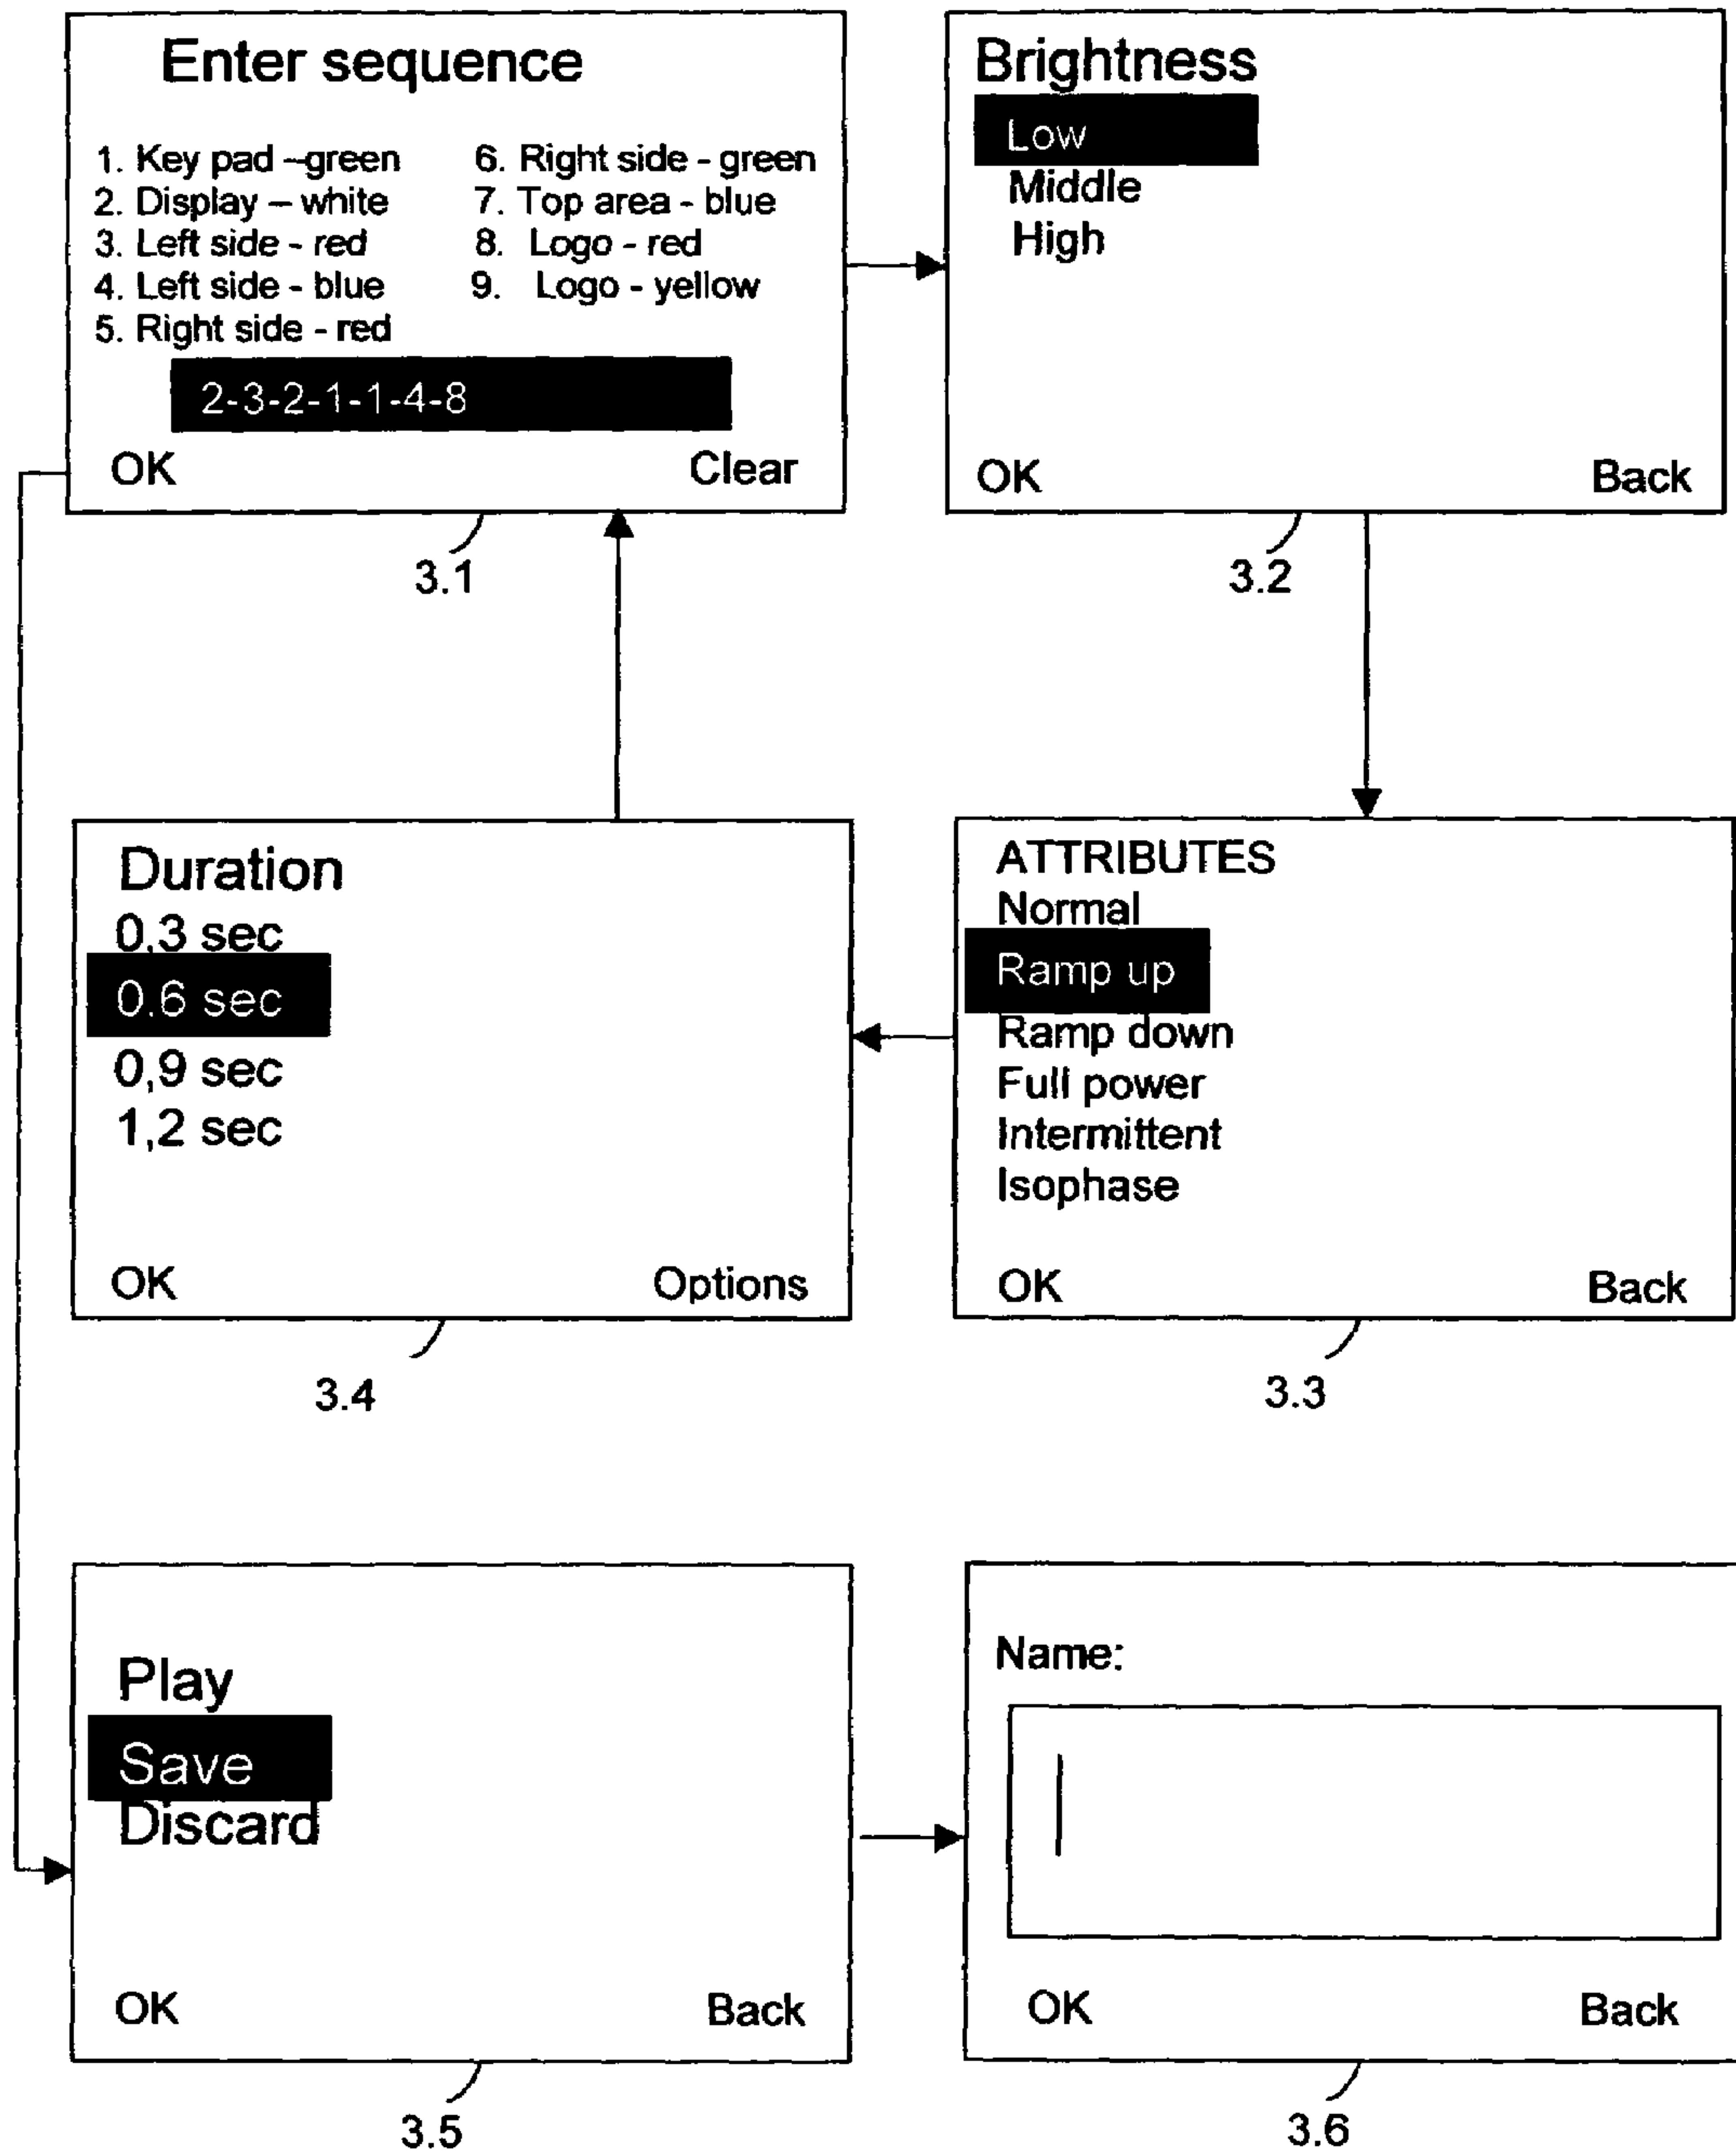 Enter sequence
1. Key pad –green
2. Display – white
3. Left side - red
4. Left side - blue
5. Right side - red
6. Right side - green
7. Top area - blue
8. Logo - red
9. Logo - yellow
2-3-2-1-1-4-8
OK Clear
3.1
Brightness
Low
Middle
High
OK Back
3.2
Duration
0,3 sec
0.6 sec
0,9 sec
1,2 sec
OK Options
3.4
ATTRIBUTES
Normal
Ramp up
Ramp down
Full power
Intermittent
Isophase
OK Back
3.3
Play
Save
Discard
OK Back
3.5
Name:
OK Back
3.6